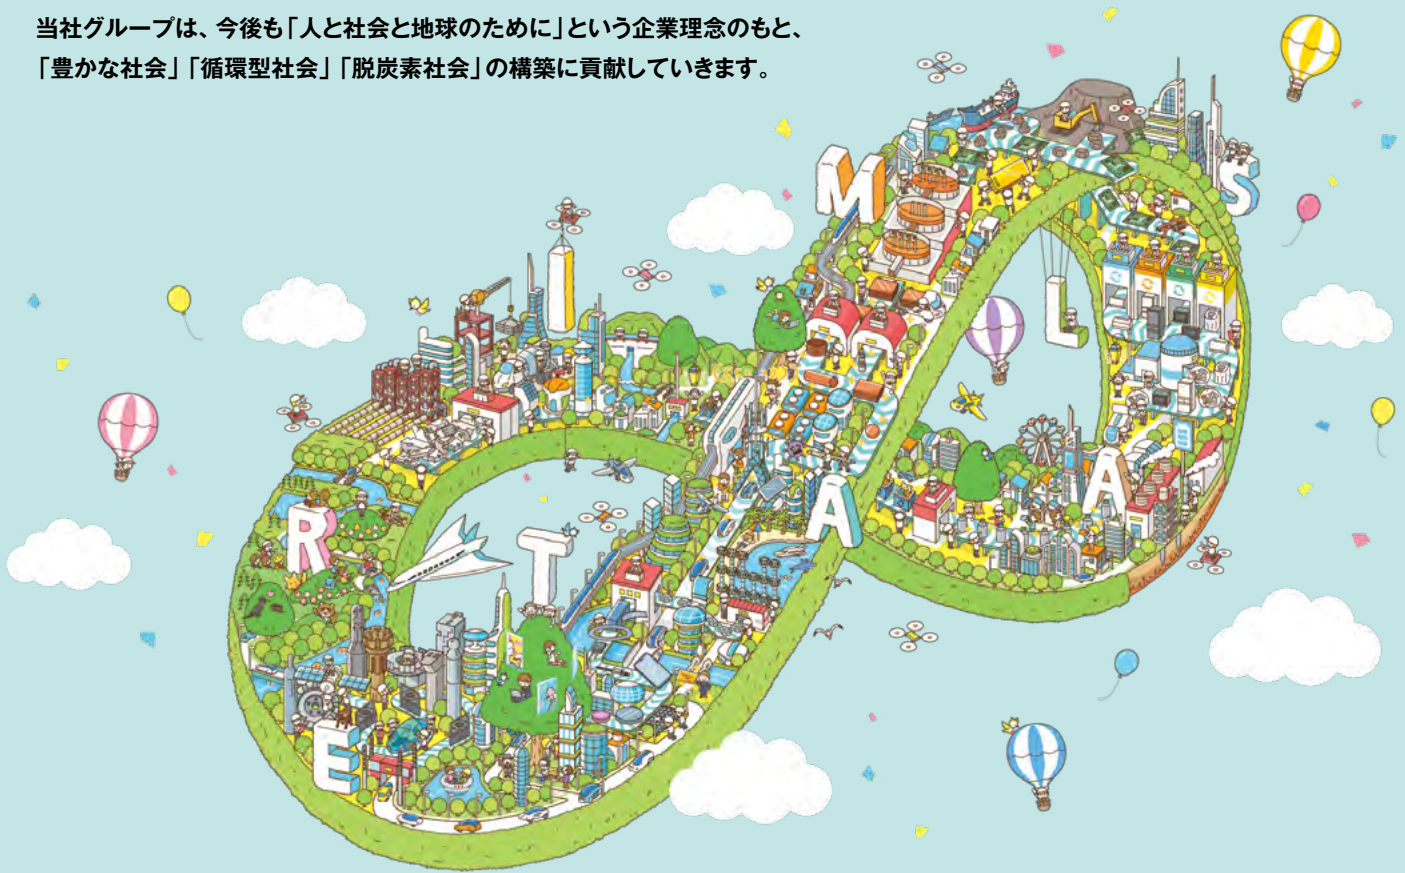 当社グループは、今後も「人と社会と地球のために」という企業理念のもと、
「豊かな社会」「循環型社会」「脱炭素社会」の構築に貢献していきます。
MATERIALS